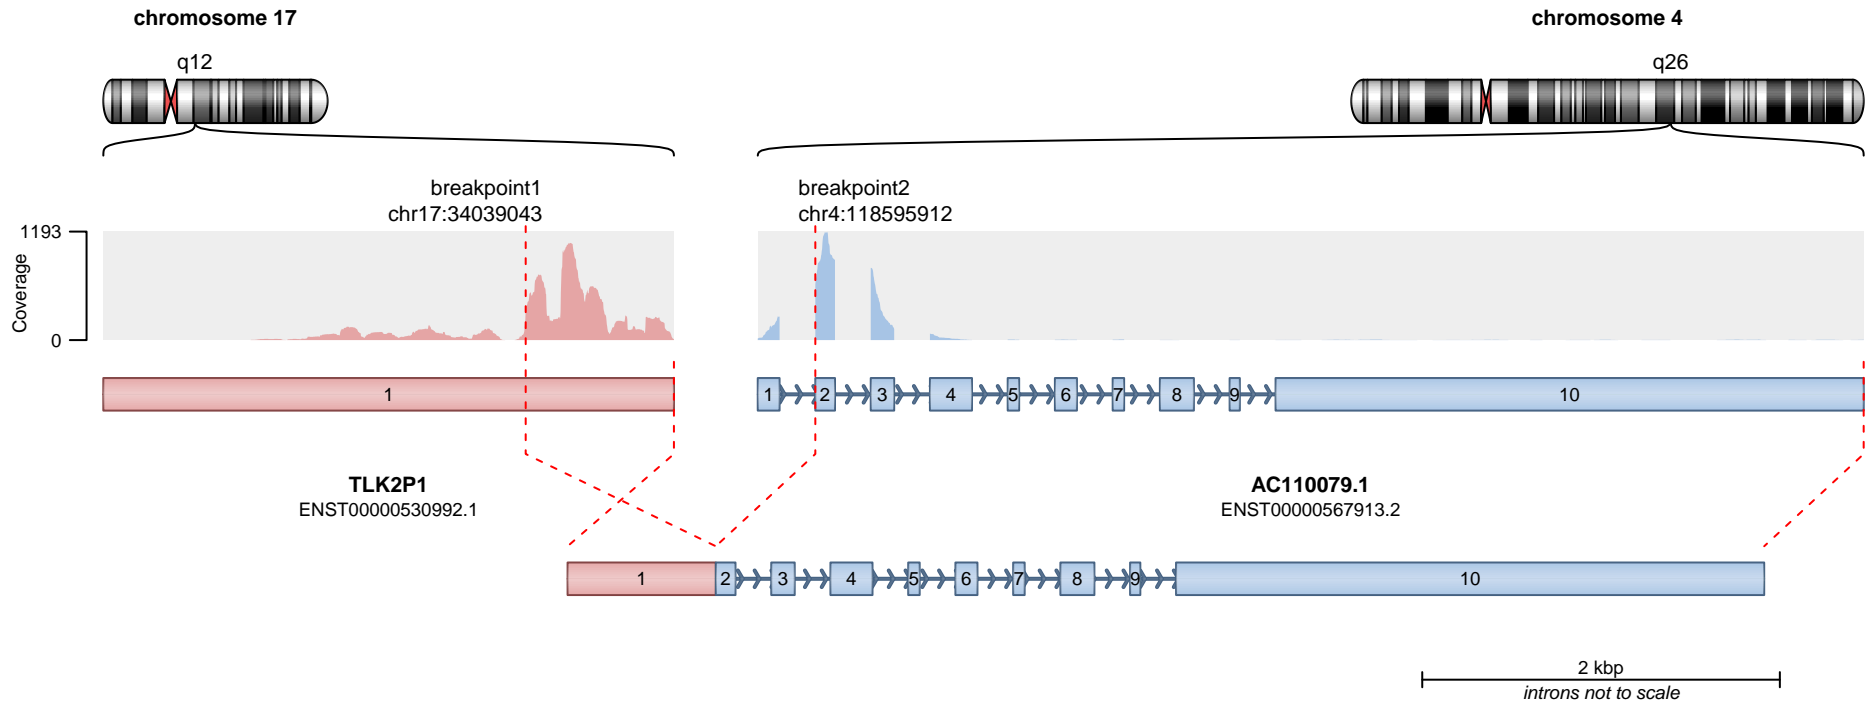 chromosome 17
chromosome 4
q12
q26
breakpoint1
chr17:34039043
breakpoint2
chr4:118595912
1193
Coverage
0
1
1 2 3 4 5 6 7 8 9 10
TLK2P1
ENST00000530992.1
AC110079.1
ENST00000567913.2
1 2 3 4 5 6 7 8 9 10
2 kbp
introns not to scale